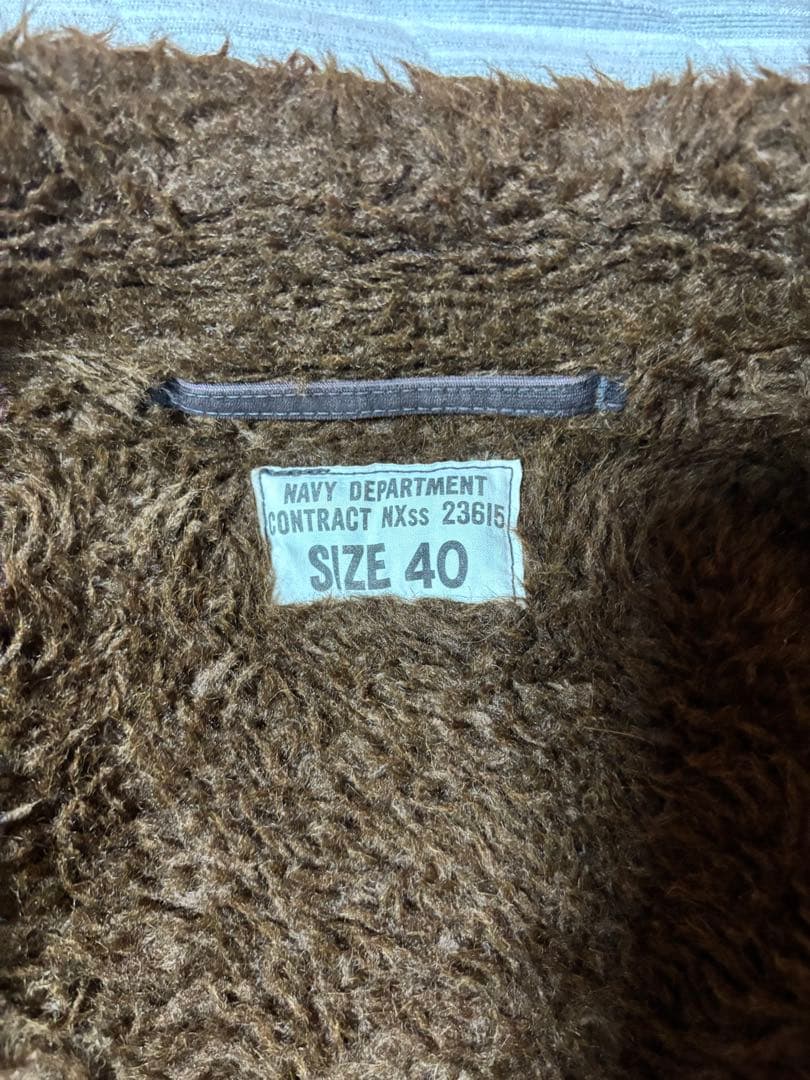 NAVY DEPARTMENT
CONTRACT NXss 23615
SIZE 40